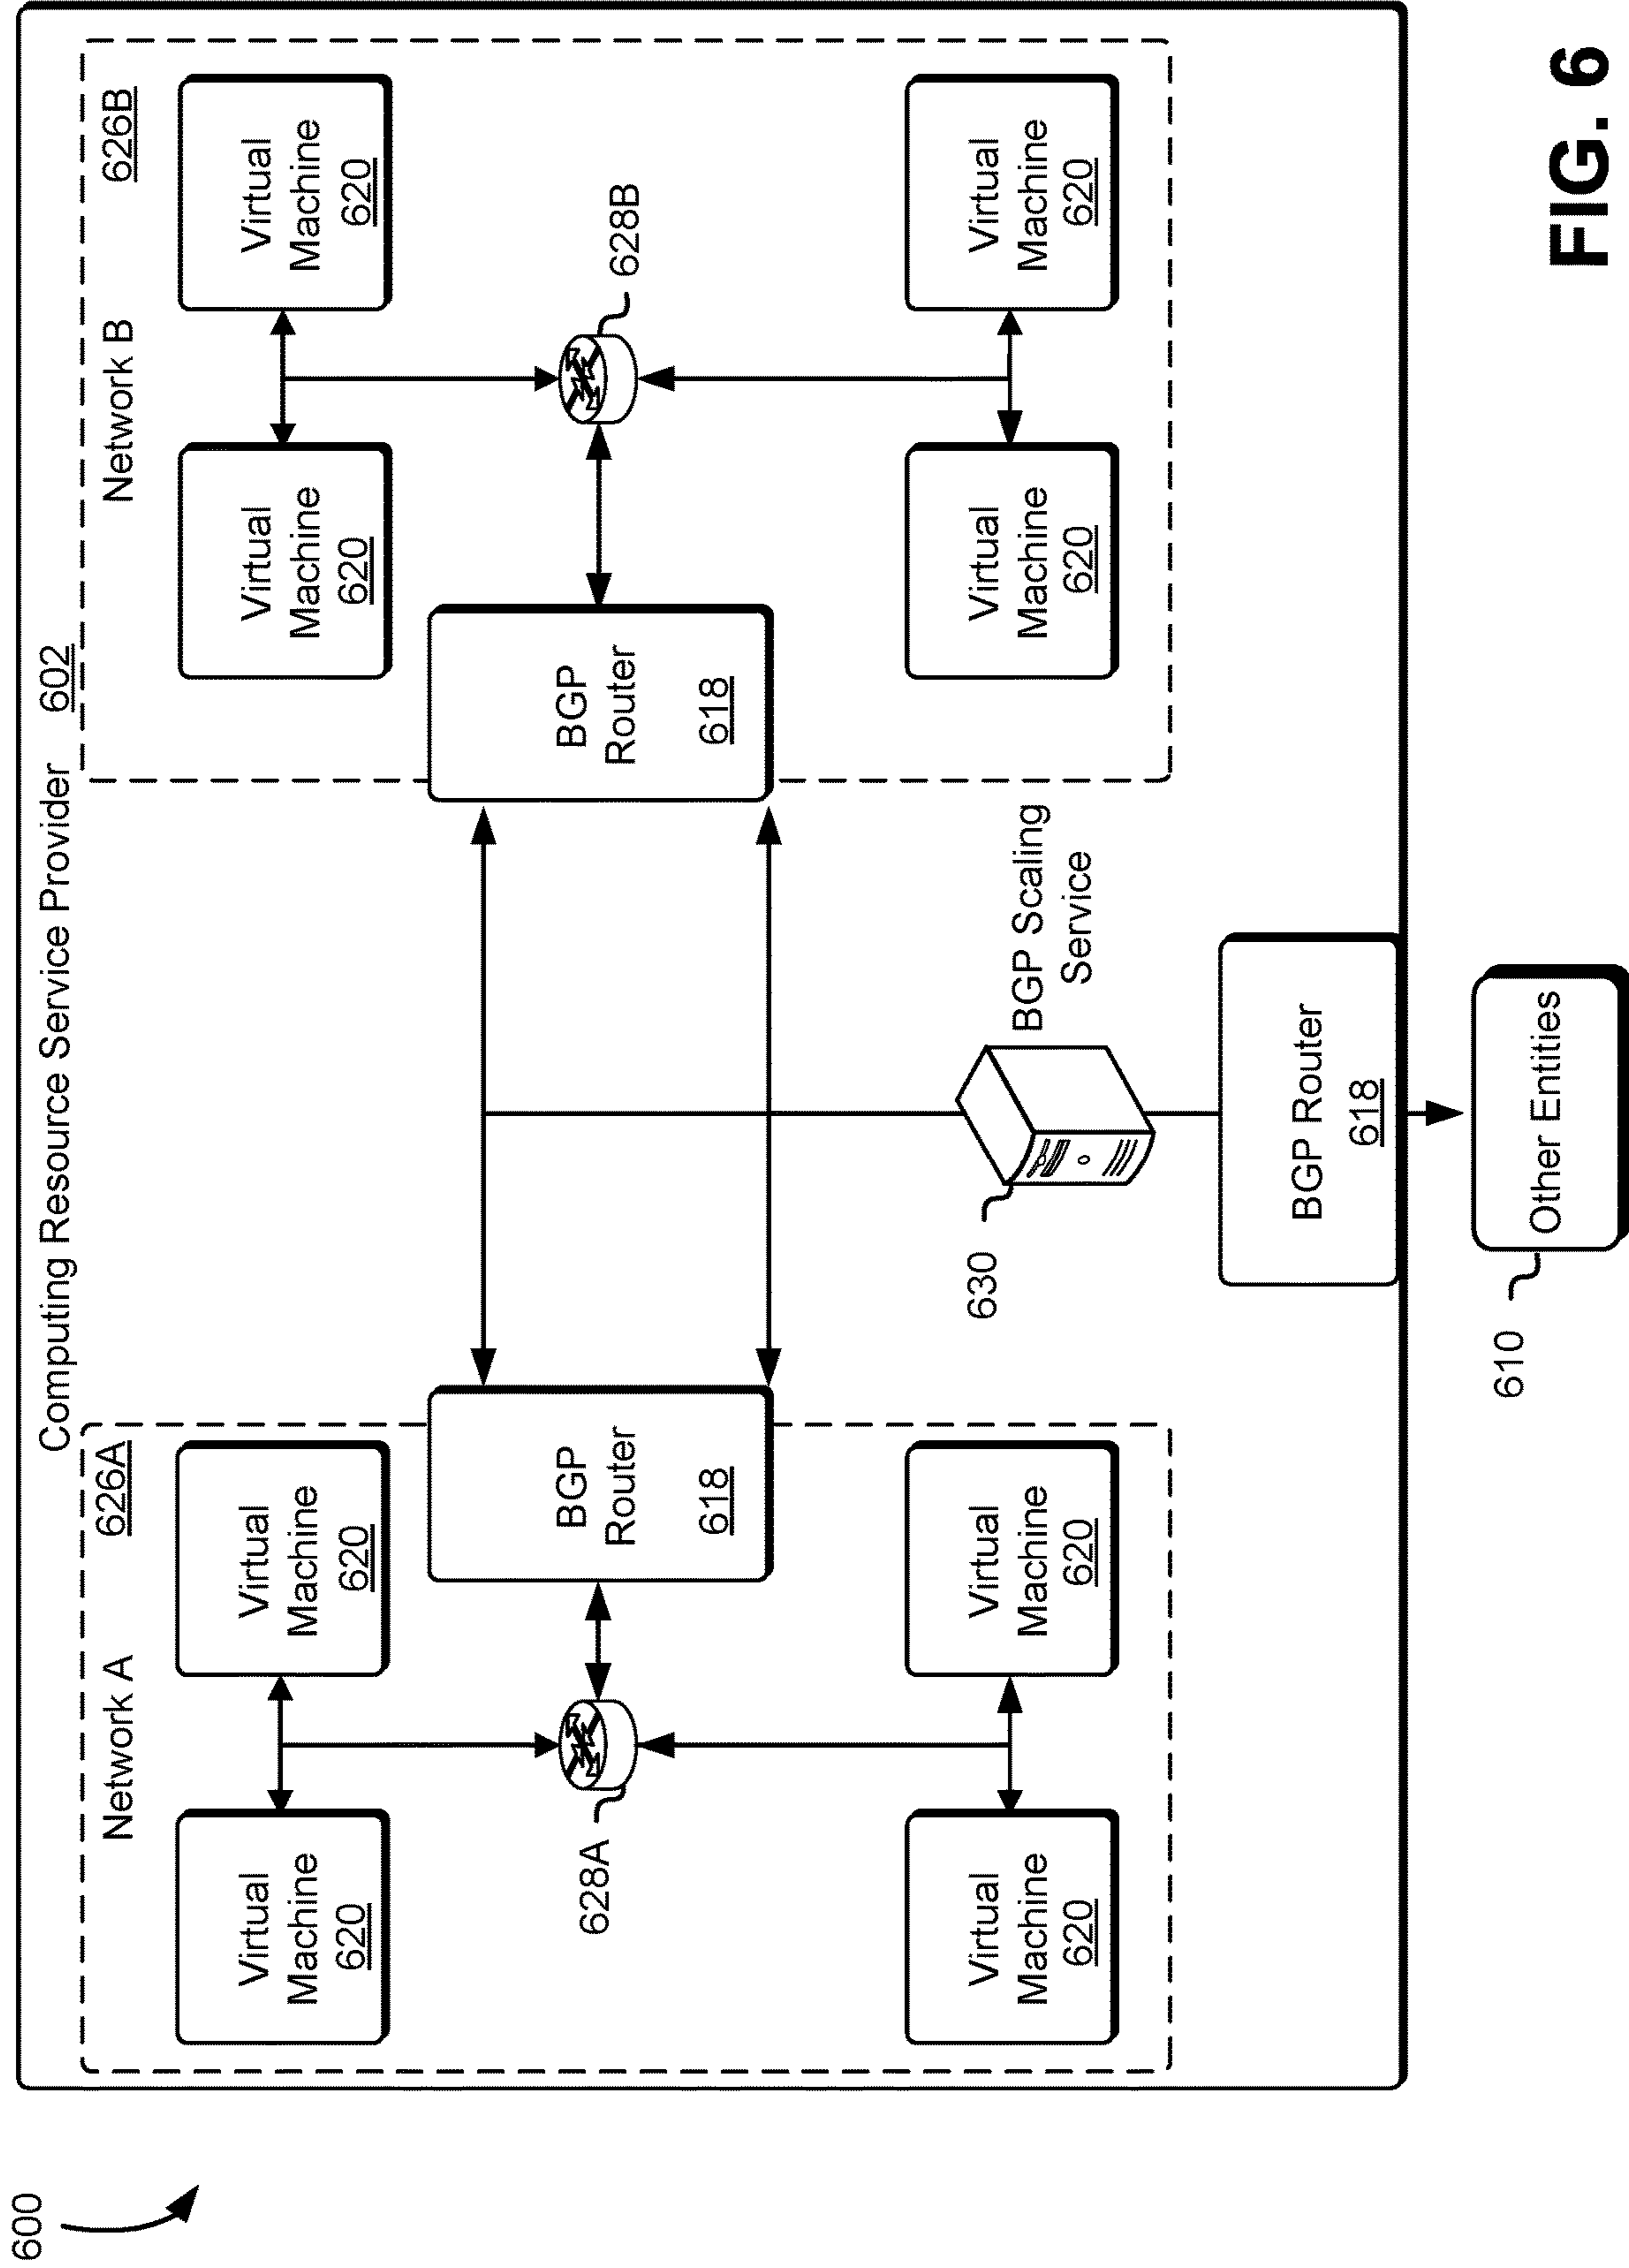 600
Computing Resource Service Provider 602
Network A
626A
Network B
626B
Virtual
Machine
620
Virtual
Machine
620
Virtual
Machine
620
Virtual
Machine
620
628A
BGP
Router
618
BGP
Router
618
628B
Virtual
Machine
620
Virtual
Machine
620
Virtual
Machine
620
Virtual
Machine
620
630
BGP Scaling
Service
BGP Router
618
610
Other Entities
FIG. 6